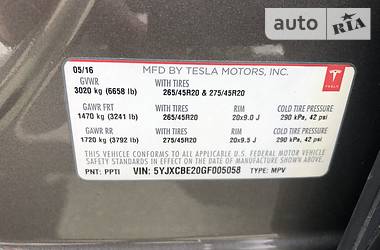 auto RIA
05/16
MFD BY TESLA MOTORS, INC.
GVWR
3020 kg (6658 lb)
WITH TIRES
265/45R20 & 275/45R20
TESLA
GAWR FRT
1470 kg (3241 lb)
WITH TIRES
265/45R20
RIM
20x9.0 J
COLD TIRE PRESSURE
290 kPa, 42 psi
GAWR RR
1720 kg (3792 lb)
WITH TIRES
275/45R20
RIM
20x9.5 J
COLD TIRE PRESSURE
290 kPa, 42 psi
THIS VEHICLE CONFORMS TO ALL APPLICABLE U.S. FEDERAL MOTOR VEHICLE
SAFETY STANDARDS IN EFFECT ON THE DATE OF MANUFACTURE SHOWN ABOVE.
PNT: PPTI VIN: 5YJXCBE20GF005058 TYPE: MPV